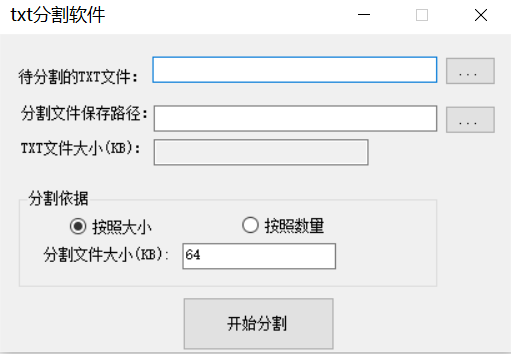 txt分割软件
待分割的TXT文件：
...
分割文件保存路径：
...
TXT文件大小(KB)：
分割依据
按照大小 按照数量
分割文件大小(KB): 64
开始分割